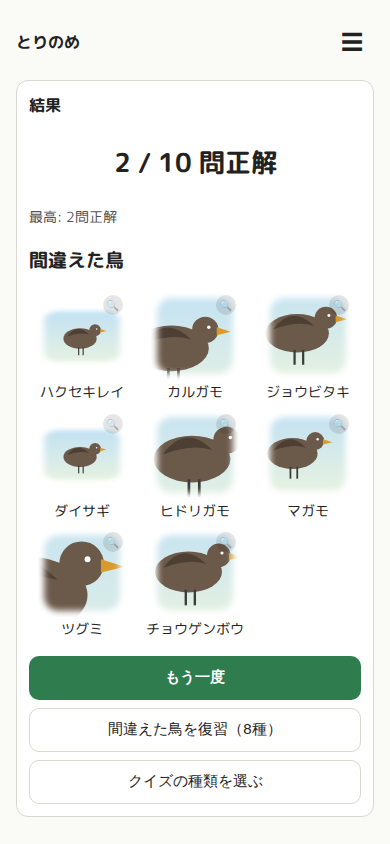 とりのめ
結果
2 / 10 問正解
最高: 2問正解
間違えた鳥
ハクセキレイ
カルガモ
ジョウビタキ
ダイサギ
ヒドリガモ
マガモ
ツグミ
チョウゲンボウ
もう一度
間違えた鳥を復習（8種）
クイズの種類を選ぶ